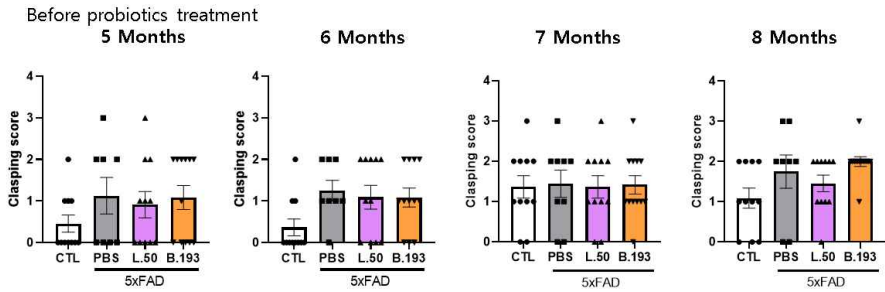 Before probiotics treatment
5 Months
6 Months
7 Months
8 Months
Clasping score
4
3
2
1
0
CTL PBS L.50 B.193
5xFAD
Clasping score
4
3
2
1
0
CTL PBS L.50 B.193
5xFAD
Clasping score
4
3
2
1
0
CTL PBS L.50 B.193
5xFAD
Clasping score
4
3
2
1
0
CTL PBS L.50 B.193
5xFAD